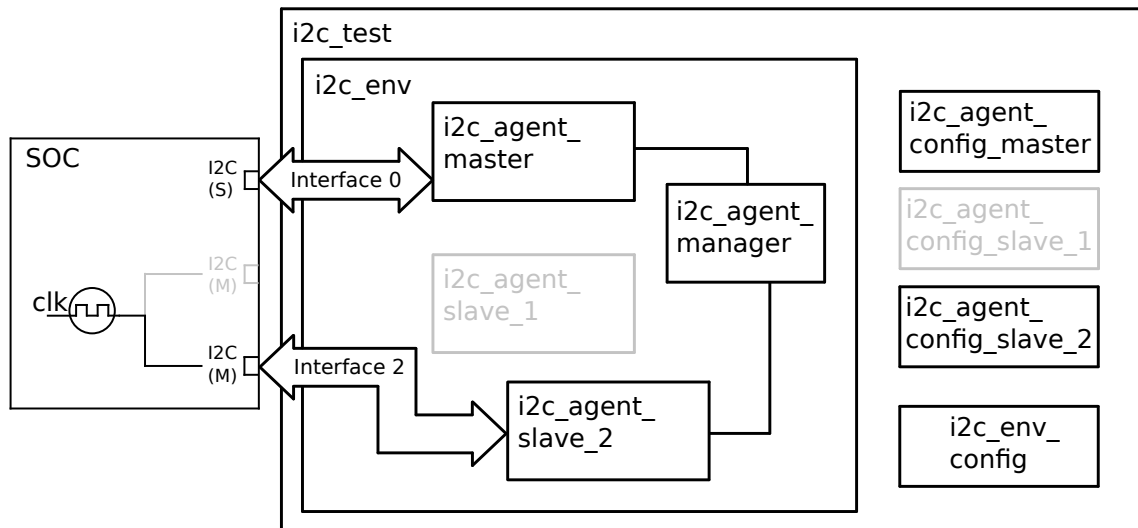 i2c_test
i2c_env
SOC
I2C
(S)
Interface 0
i2c_agent_
master
i2c_agent_
config_master
i2c_agent_
manager
i2c_agent_
config_slave_1
I2C
(M)
i2c_agent_
slave_1
clk
I2C
(M)
Interface 2
i2c_agent_
slave_2
i2c_agent_
config_slave_2
i2c_env_
config